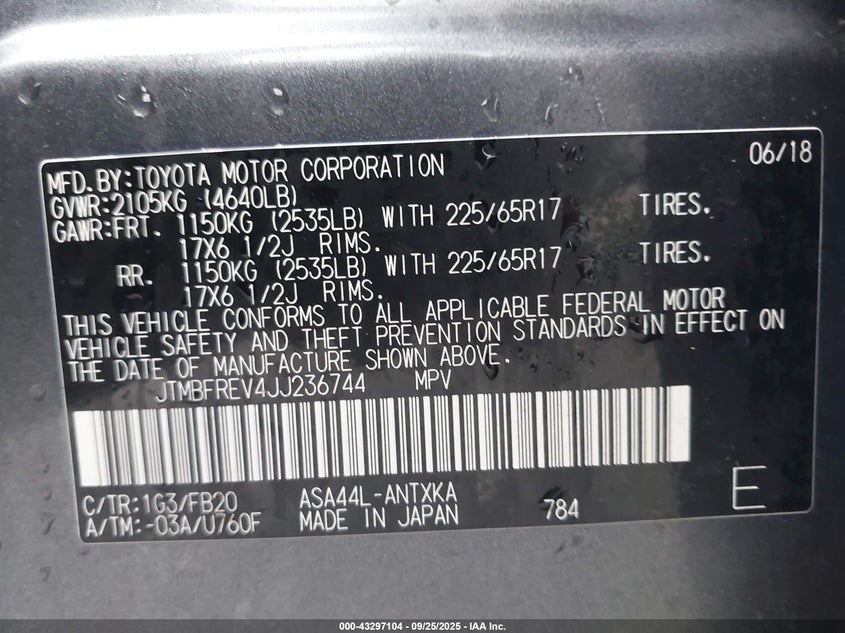 MFD.BY:TOYOTA MOTOR CORPORATION 06/18
GVWR:2105KG (4640LB)
GAWR:FRT. 1150KG (2535LB) WITH 225/65R17 TIRES.
17X6 1/2J RIMS.
RR. 1150KG (2535LB) WITH 225/65R17 TIRES.
17X6 1/2J RIMS.
THIS VEHICLE CONFORMS TO ALL APPLICABLE FEDERAL MOTOR
VEHICLE SAFETY AND THEFT PREVENTION STANDARDS IN EFFECT ON
THE DATE OF MANUFACTURE SHOWN ABOVE.
JTMBFREV4JJ236744 MPV
C/TR:1G3/FB20 ASA44L-ANTXKA E
A/TM:-03A/U760F MADE IN JAPAN 784
000-43297104 - 09/25/2025 - IAA Inc.